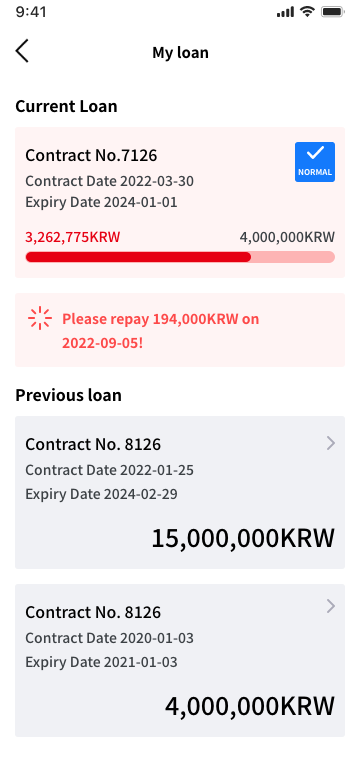 9:41
My loan
Current Loan
Contract No.7126
NORMAL
Contract Date 2022-03-30
Expiry Date 2024-01-01
3,262,775KRW 4,000,000KRW
Please repay 194,000KRW on
2022-09-05!
Previous loan
Contract No. 8126
Contract Date 2022-01-25
Expiry Date 2024-02-29
15,000,000KRW
Contract No. 8126
Contract Date 2020-01-03
Expiry Date 2021-01-03
4,000,000KRW